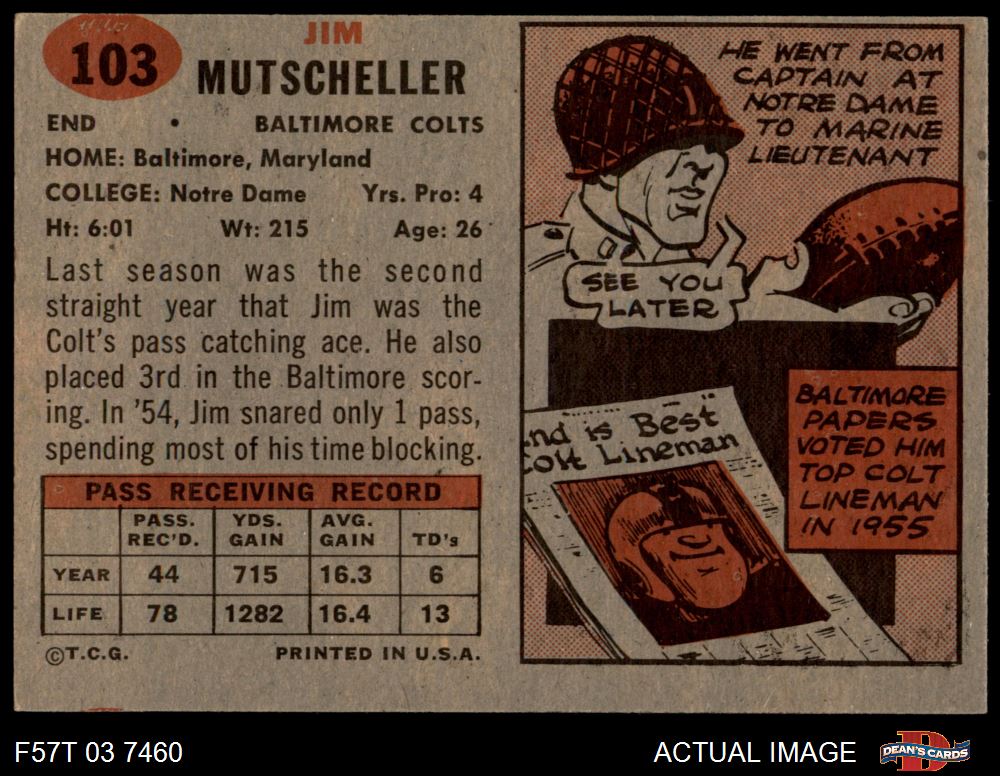 103
JIM
MUTSCHELLER
END • BALTIMORE COLTS
HOME: Baltimore, Maryland
COLLEGE: Notre Dame Yrs. Pro: 4
Ht: 6:01 Wt: 215 Age: 26
Last season was the second
straight year that Jim was the
Colt's pass catching ace. He also
placed 3rd in the Baltimore scor-
ing. In '54, Jim snared only 1 pass,
spending most of his time blocking.
PASS RECEIVING RECORD
PASS. REC'D. YDS. GAIN AVG. GAIN TD's
YEAR 44 715 16.3 6
LIFE 78 1282 16.4 13
©T.C.G. PRINTED IN U.S.A.
HE WENT FROM
CAPTAIN AT
NOTRE DAME
TO MARINE
LIEUTENANT
SEE YOU
LATER
nd is Best
olt Lineman
BALTIMORE
PAPERS
VOTED HIM
TOP COLT
LINEMAN
IN 1955
F57T 03 7460
ACTUAL IMAGE
DEAN'S CARDS